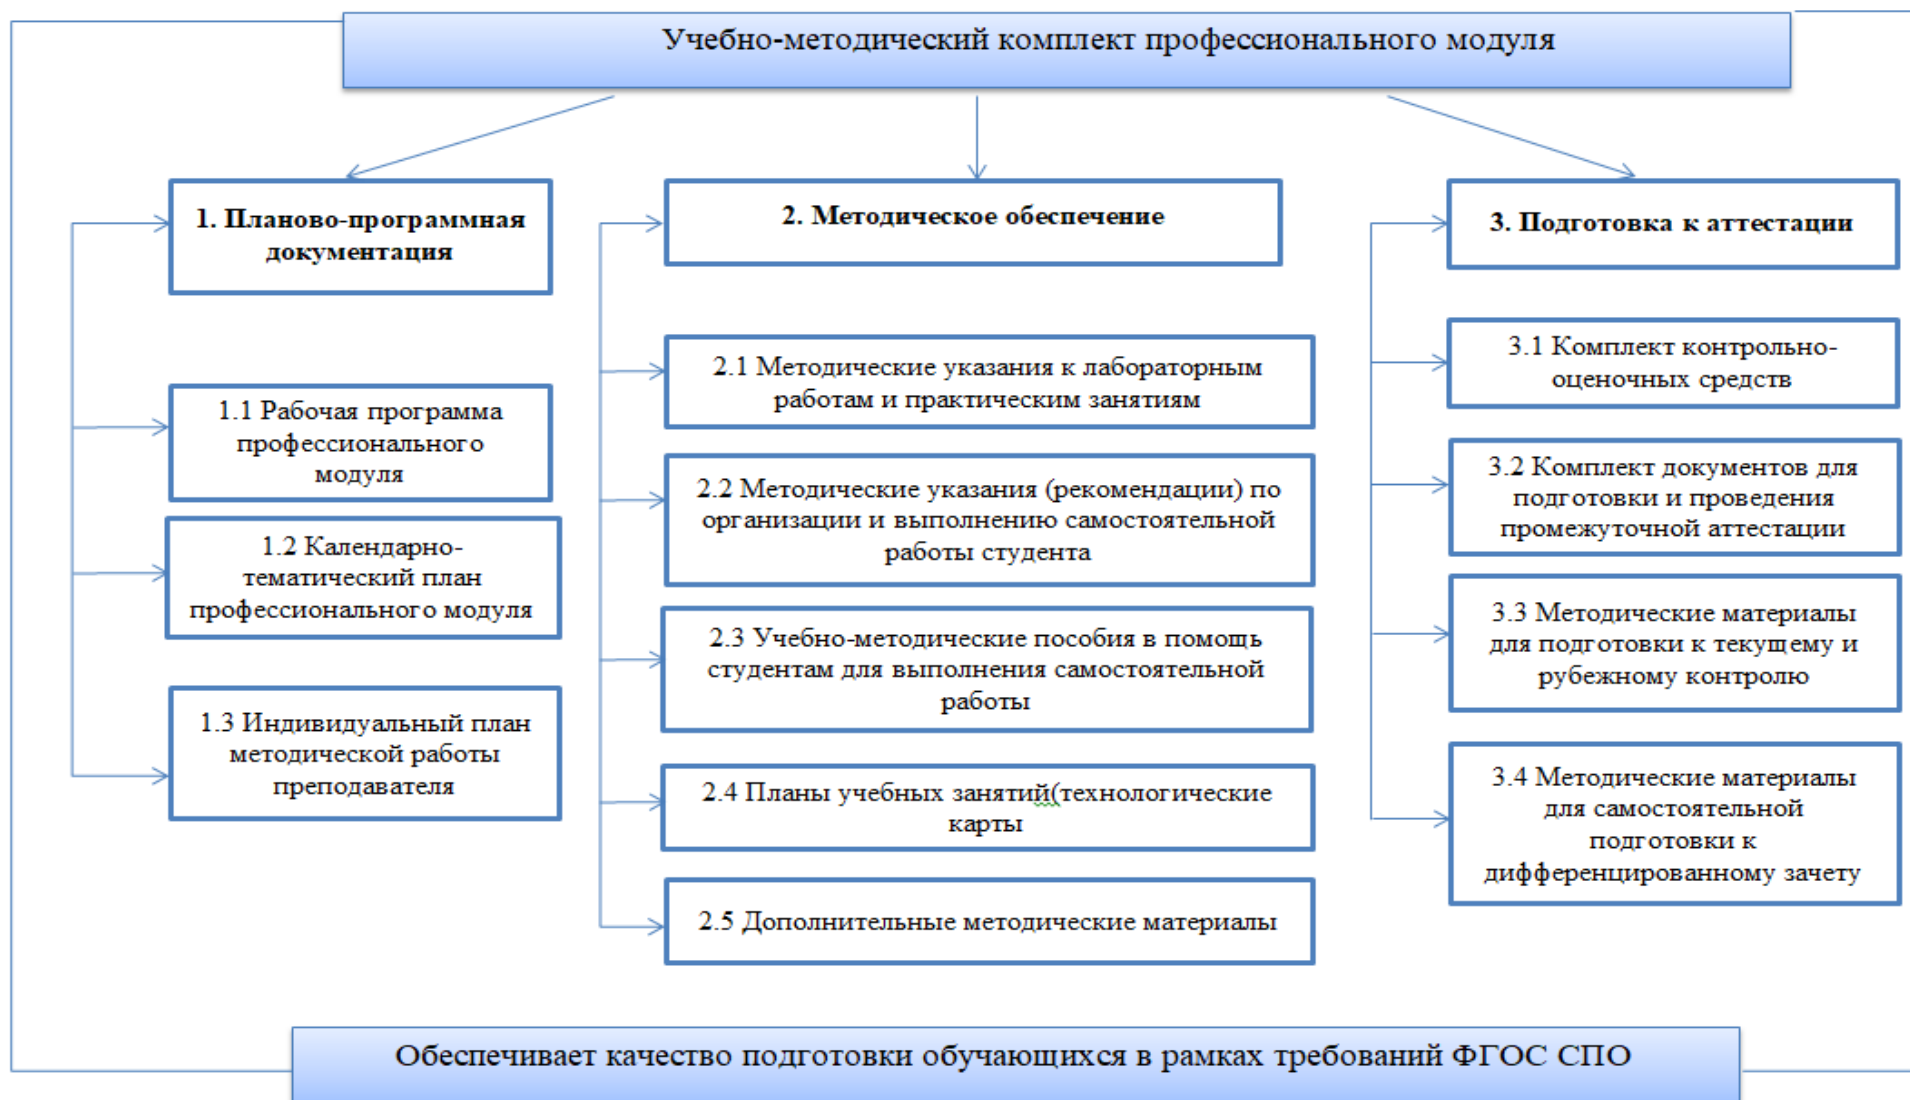 Учебно-методический комплект профессионального модуля
1. Планово-программная
документация
1.1 Рабочая программа
профессионального
модуля
1.2 Календарно-
тематический план
профессионального модуля
1.3 Индивидуальный план
методической работы
преподавателя
2. Методическое обеспечение
2.1 Методические указания к лабораторным
работам и практическим занятиям
2.2 Методические указания (рекомендации) по
организации и выполнению самостоятельной
работы студента
2.3 Учебно-методические пособия в помощь
студентам для выполнения самостоятельной
работы
2.4 Планы учебных занятий(технологические
карты
2.5 Дополнительные методические материалы
3. Подготовка к аттестации
3.1 Комплект контрольно-
оценочных средств
3.2 Комплект документов для
подготовки и проведения
промежуточной аттестации
3.3 Методические материалы
для подготовки к текущему и
рубежному контролю
3.4 Методические материалы
для самостоятельной
подготовки к
дифференцированному зачету
Обеспечивает качество подготовки обучающихся в рамках требований ФГОС СПО